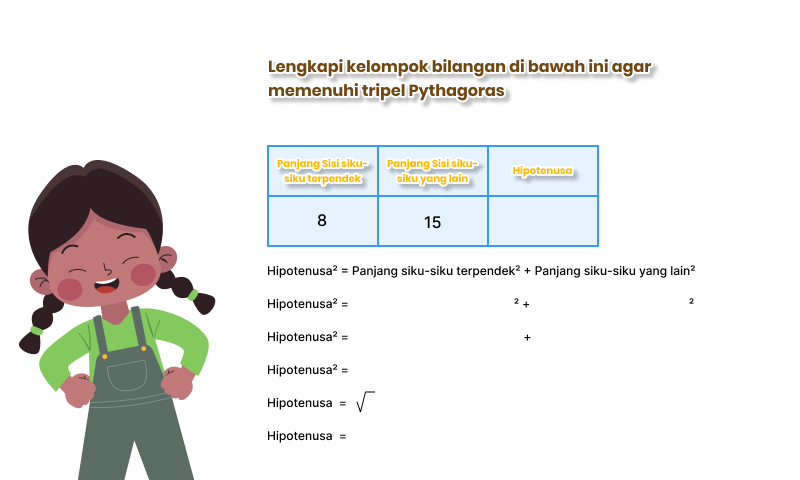 Lengkapi kelompok bilangan di bawah ini agar
memenuhi tripel Pythagoras
Panjang Sisi siku-
siku terpendek
Panjang Sisi siku-
siku yang lain
Hipotenusa
8
15
Hipotenusa² = Panjang siku-siku terpendek² + Panjang siku-siku yang lain²
Hipotenusa² = ² + ²
Hipotenusa² = +
Hipotenusa² =
Hipotenusa = √
Hipotenusa =